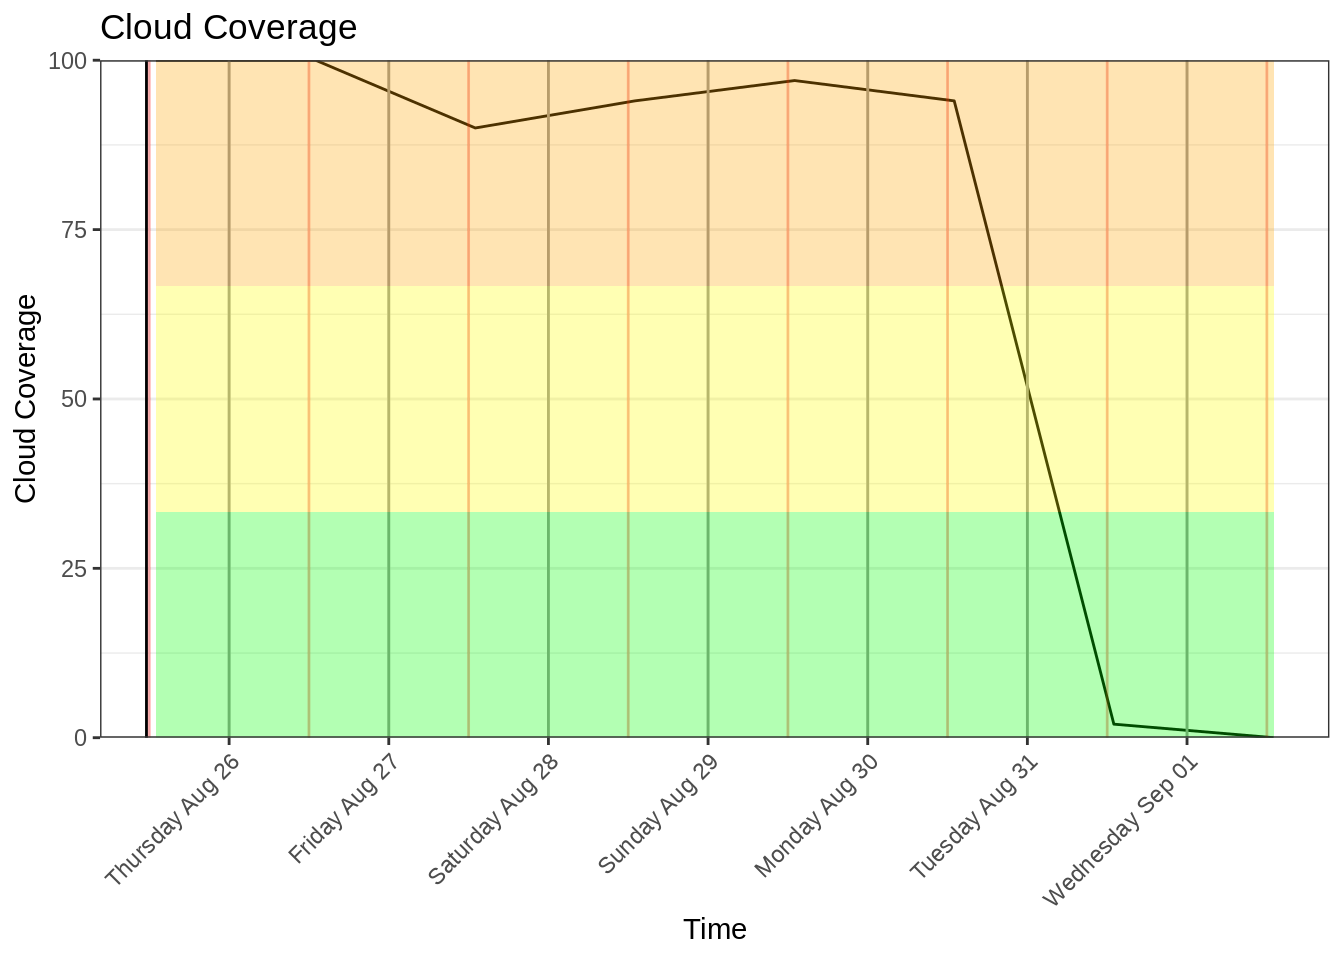 Cloud Coverage
100
75
50
25
0
Cloud Coverage
Thursday Aug 26
Friday Aug 27
Saturday Aug 28
Sunday Aug 29
Monday Aug 30
Tuesday Aug 31
Wednesday Sep 01
Time